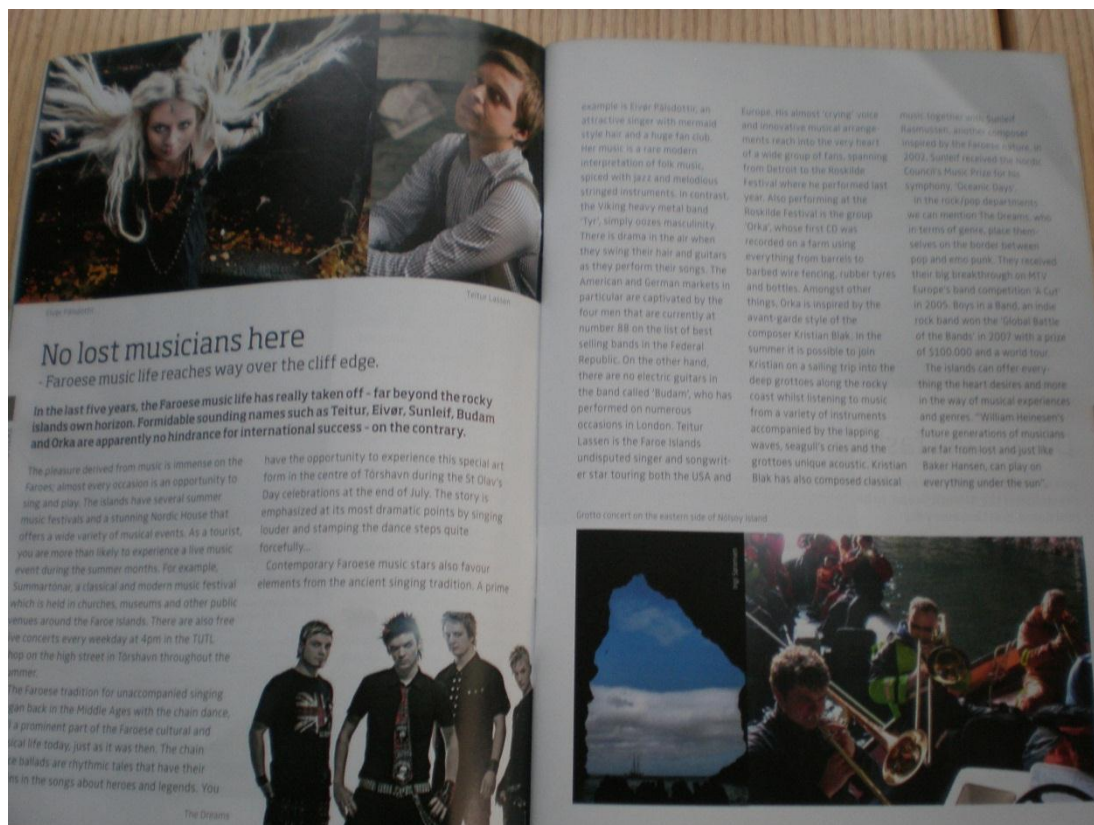 Eivør Pálsdóttir
Teitur Lassen
No lost musicians here
- Faroese music life reaches way over the cliff edge.
In the last five years, the Faroese music life has really taken off - far beyond the rocky
islands own horizon. Formidable sounding names such as Teitur, Eivør, Sunleif, Budam
and Orka are apparently no hindrance for international success - on the contrary.
The pleasure derived from music is immense on the
Faroes; almost every occasion is an opportunity to
sing and play. The islands have several summer
music festivals and a stunning Nordic House that
offers a wide variety of musical events. As a tourist,
you are more than likely to experience a live music
event during the summer months. For example,
Summartónar, a classical and modern music festival
which is held in churches, museums and other public
venues around the Faroe Islands. There are also free
concerts every weekday at 4pm in the TUTL
on the high street in Tórshavn throughout the
The Faroese tradition for unaccompanied singing
back in the Middle Ages with the chain dance,
a prominent part of the Faroese cultural and
life today, just as it was then. The chain
ballads are rhythmic tales that have their
in the songs about heroes and legends. You
have the opportunity to experience this special art
form in the centre of Tórshavn during the St Olav's
Day celebrations at the end of July. The story is
emphasized at its most dramatic points by singing
louder and stamping the dance steps quite
forcefully...
Contemporary Faroese music stars also favour
elements from the ancient singing tradition. A prime
The Dreams
example is Eivør Pálsdóttir, an
attractive singer with mermaid
style hair and a huge fan club.
Her music is a rare modern
interpretation of folk music,
spiced with jazz and melodious
stringed instruments. In contrast,
the Viking heavy metal band
'Tyr', simply oozes masculinity.
There is drama in the air when
they swing their hair and guitars
as they perform their songs. The
American and German markets in
particular are captivated by the
four men that are currently at
number 88 on the list of best
selling bands in the Federal
Republic. On the other hand,
there are no electric guitars in
the band called 'Budam', who has
performed on numerous
occasions in London. Teitur
Lassen is the Faroe Islands
undisputed singer and songwrit-
er star touring both the USA and
Europe. His almost 'crying' voice
and innovative musical arrange-
ments reach into the very heart
of a wide group of fans, spanning
from Detroit to the Roskilde
Festival where he performed last
year. Also performing at the
Roskilde Festival is the group
'Orka', whose first CD was
recorded on a farm using
everything from barrels to
barbed wire fencing, rubber tyres
and bottles. Amongst other
things, Orka is inspired by the
avant-garde style of the
composer Kristian Blak. In the
summer it is possible to join
Kristian on a sailing trip into the
deep grottoes along the rocky
coast whilst listening to music
from a variety of instruments
accompanied by the lapping
waves, seagull's cries and the
grottoes unique acoustic. Kristian
Blak has also composed classical
music together with Sunleif
Rasmussen, another composer
inspired by the Faroese nature. In
2002, Sunleif received the Nordic
Council's Music Prize for his
symphony, 'Oceanic Days'.
In the rock/pop departments
we can mention The Dreams, who
in terms of genre, place them-
selves on the border between
pop and emo punk. They received
their big breakthrough on MTV
Europe's band competition 'A Cut'
in 2005. Boys in a Band, an indie
rock band won the 'Global Battle
of the Bands' in 2007 with a prize
of $100,000 and a world tour.
The islands can offer every-
thing the heart desires and more
in the way of musical experiences
and genres. "William Heinesen's
future generations of musicians
are far from lost and just like
Baker Hansen, can play on
everything under the sun".
Grotto concert on the eastern side of Nólsoy island